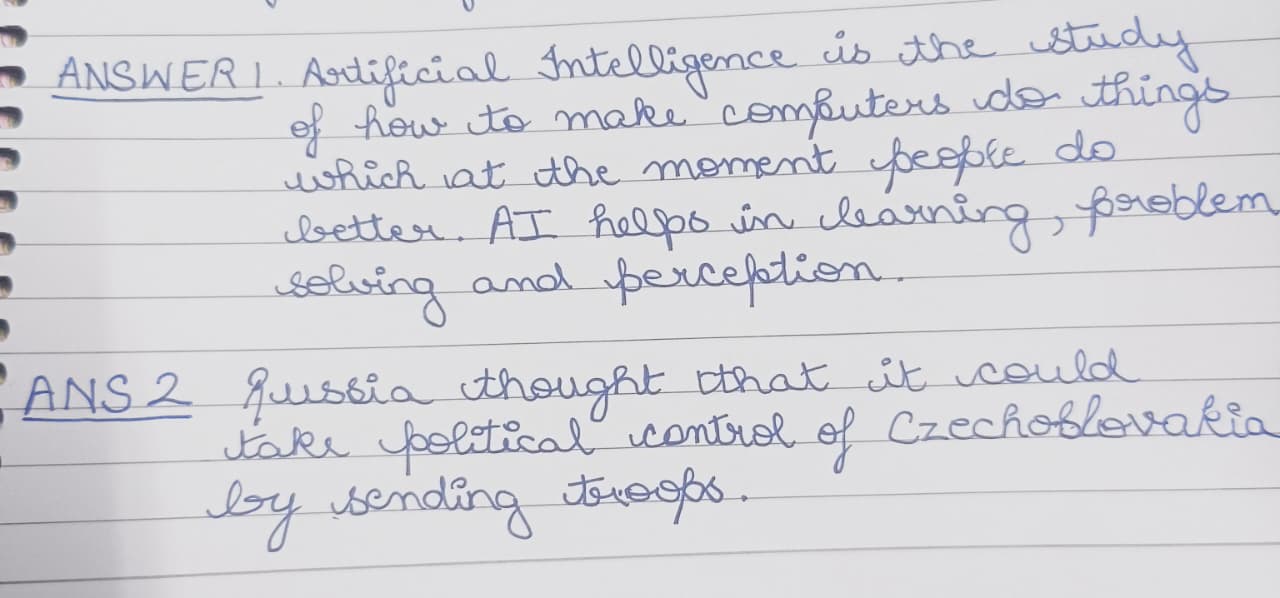 ANSWER 1. Artificial Intelligence is the study
of how to make computers do things
which at the moment people do
better. AI helps in learning, problem
solving and perception.
ANS 2 Russia thought that it could
take political control of Czechoslovakia
by sending troops.